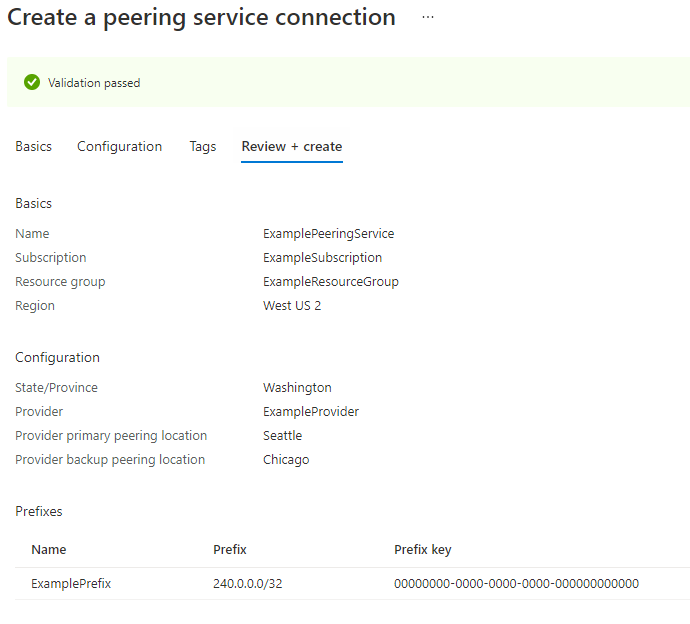 Create a peering service connection ...
Validation passed
Basics Configuration Tags Review + create
Basics
Name ExamplePeeringService
Subscription ExampleSubscription
Resource group ExampleResourceGroup
Region West US 2
Configuration
State/Province Washington
Provider ExampleProvider
Provider primary peering location Seattle
Provider backup peering location Chicago
Prefixes
Name Prefix Prefix key
ExamplePrefix 240.0.0.0/32 00000000-0000-0000-0000-000000000000